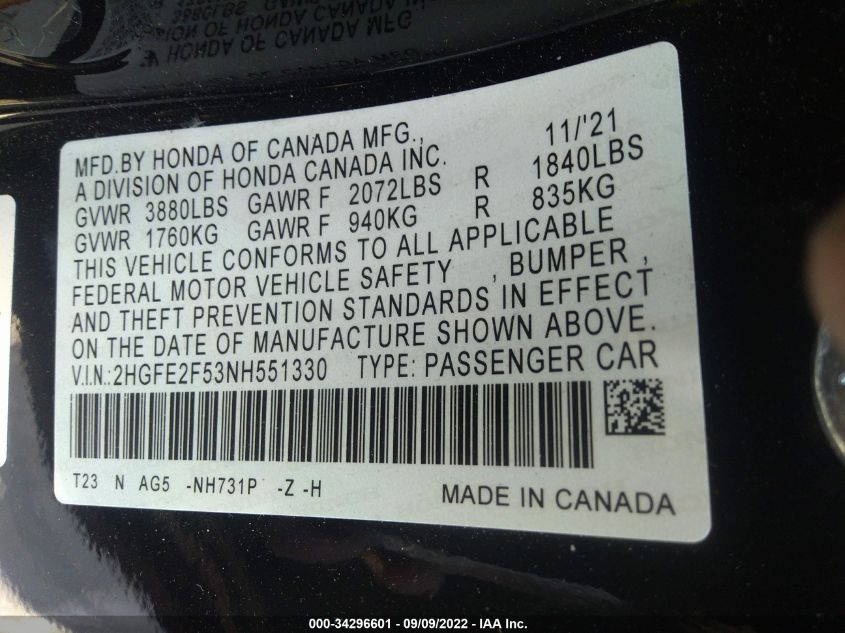 MFD.BY HONDA OF CANADA MFG., 11/'21
A DIVISION OF HONDA CANADA INC.
GVWR 3880LBS GAWR F 2072LBS R 1840LBS
GVWR 1760KG GAWR F 940KG R 835KG
THIS VEHICLE CONFORMS TO ALL APPLICABLE
FEDERAL MOTOR VEHICLE SAFETY , BUMPER ,
AND THEFT PREVENTION STANDARDS IN EFFECT
ON THE DATE OF MANUFACTURE SHOWN ABOVE.
V.I.N.:2HGFE2F53NH551330 TYPE: PASSENGER CAR
T23 N AG5 -NH731P -Z -H MADE IN CANADA
000-34296601 - 09/09/2022 - IAA Inc.